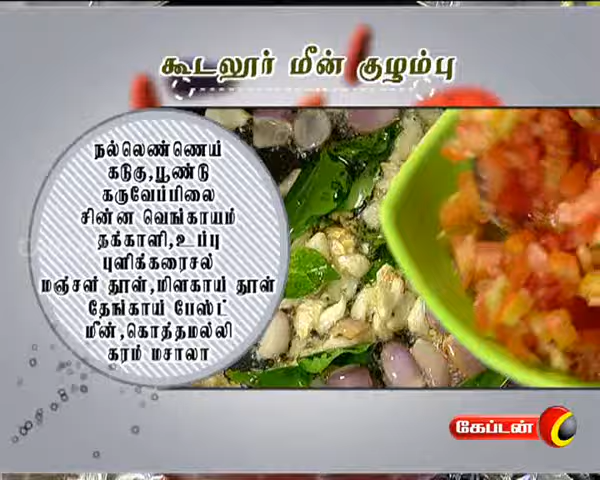 கூடலூர் மீன் குழம்பு
நல்லெண்ணெய்
கடுகு,பூண்டு
கருவேப்பிலை
சின்ன வெங்காயம்
தக்காளி,உப்பு
புளிக்கரைசல்
மஞ்சள் தூள்,மிளகாய் தூள்
தேங்காய் பேஸ்ட்
மீன்,கொத்தமல்லி
கரம் மசாலா
கேப்டன்